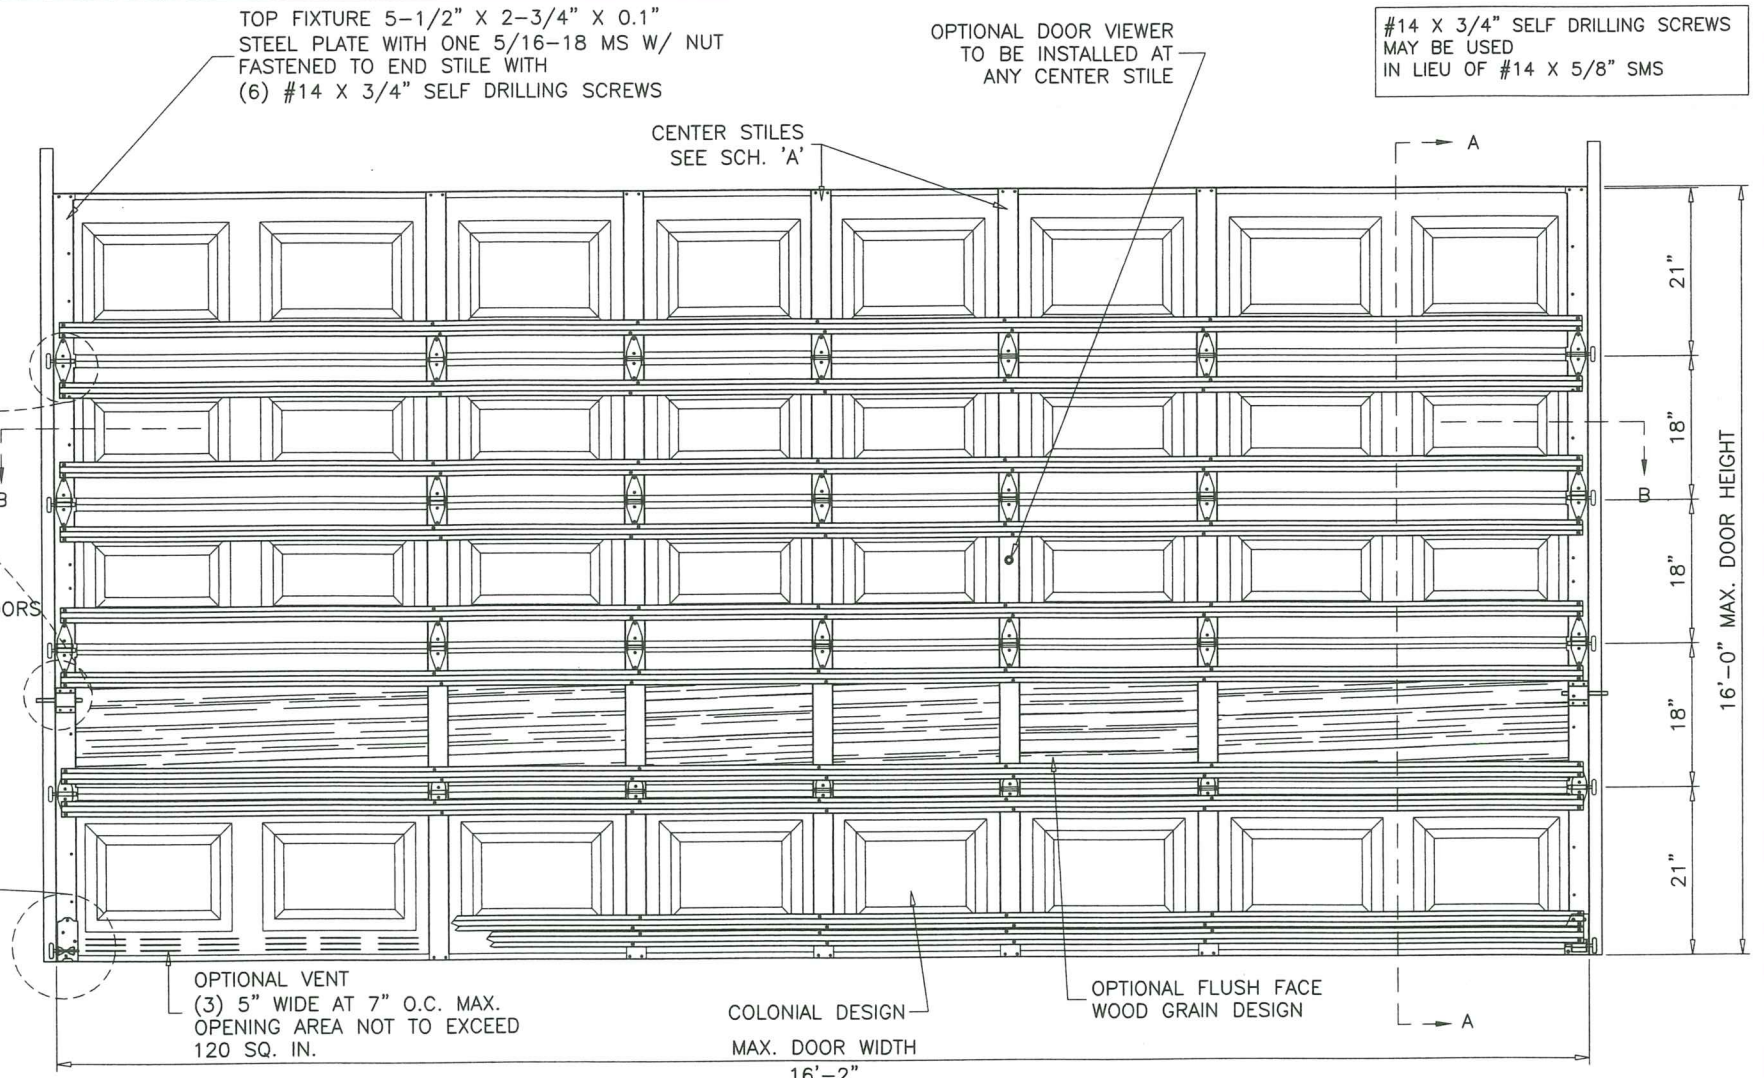 TOP FIXTURE 5-1/2" X 2-3/4" X 0.1"
STEEL PLATE WITH ONE 5/16-18 MS W/ NUT
FASTENED TO END STILE WITH
(6) #14 X 3/4" SELF DRILLING SCREWS
OPTIONAL DOOR VIEWER
TO BE INSTALLED AT
ANY CENTER STILE
#14 X 3/4" SELF DRILLING SCREWS
MAY BE USED
IN LIEU OF #14 X 5/8" SMS
CENTER STILES
SEE SCH. 'A'
A
21"
18"
18"
18"
21"
16'-0" MAX. DOOR HEIGHT
B
B
ORS
OPTIONAL VENT
(3) 5" WIDE AT 7" O.C. MAX.
OPENING AREA NOT TO EXCEED
120 SQ. IN.
COLONIAL DESIGN
OPTIONAL FLUSH FACE
WOOD GRAIN DESIGN
A
MAX. DOOR WIDTH
16'-2"